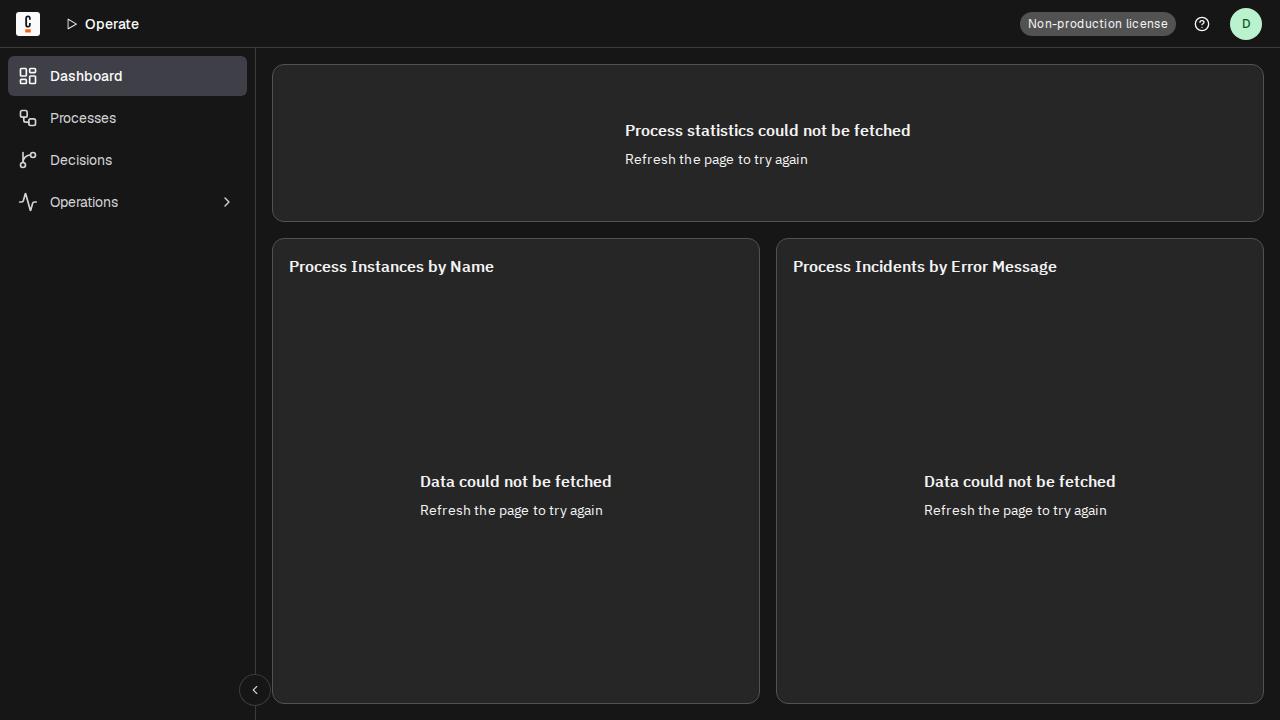 Operate
Non-production license
D
Dashboard
Processes
Decisions
Operations
Process statistics could not be fetched
Refresh the page to try again
Process Instances by Name
Data could not be fetched
Refresh the page to try again
Process Incidents by Error Message
Data could not be fetched
Refresh the page to try again